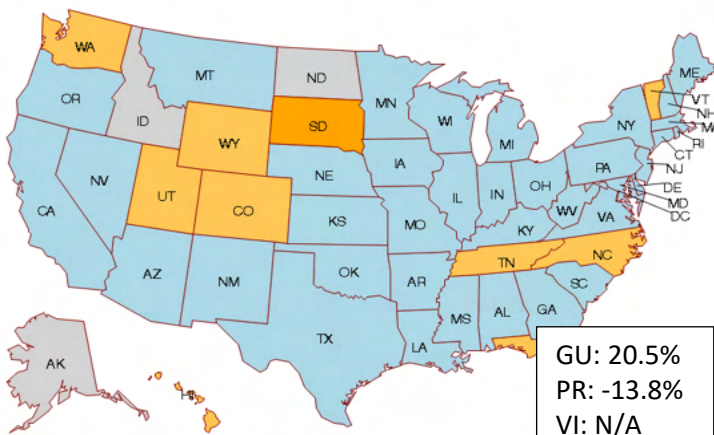 WA
MT
ND
ME
OR
MN
VT
ID
SD
WI
NH
WY
NY
MA
MI
RI
CT
IA
PA
NJ
NE
NV
OH
DE
UT
IL
IN
MD
CA
CO
WV
DC
KS
MO
VA
KY
NC
TN
OK
AZ
NM
AR
SC
MS
AL
GA
TX
LA
AK
HI
GU: 20.5%
PR: -13.8%
VI: N/A